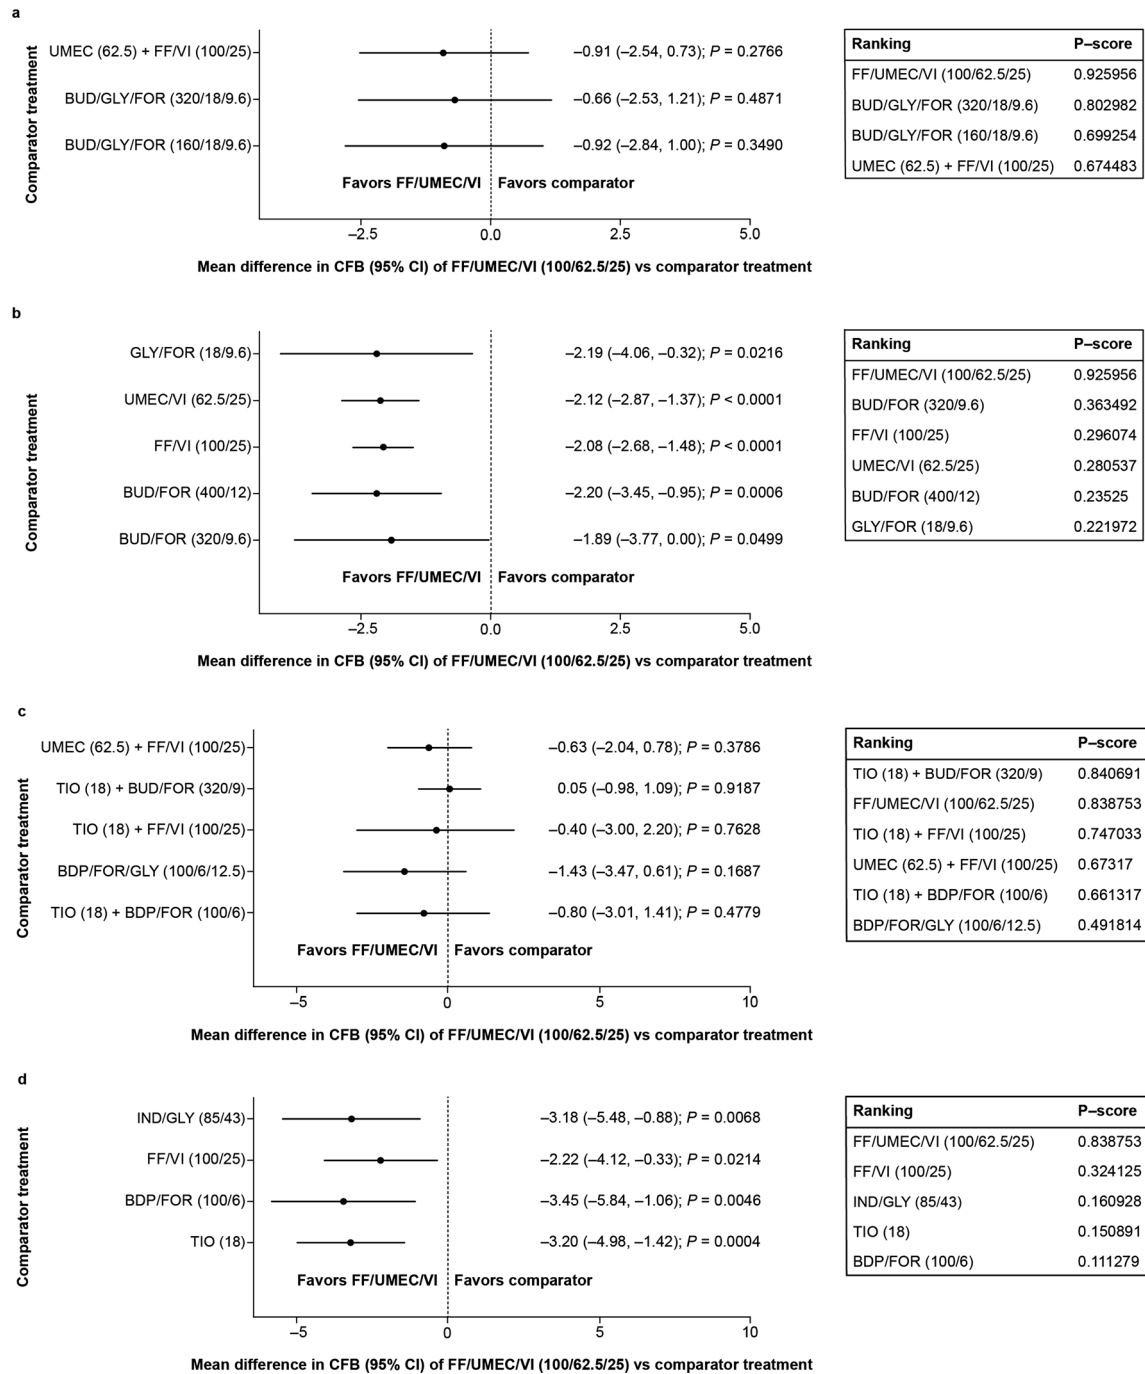 a
Comparator treatment
UMEC (62.5) + FF/VI (100/25) –0.91 (–2.54, 0.73); P = 0.2766
BUD/GLY/FOR (320/18/9.6) –0.66 (–2.53, 1.21); P = 0.4871
BUD/GLY/FOR (160/18/9.6) –0.92 (–2.84, 1.00); P = 0.3490
Favors FF/UMEC/VI Favors comparator
–2.5 0.0 2.5 5.0
Mean difference in CFB (95% CI) of FF/UMEC/VI (100/62.5/25) vs comparator treatment
Ranking P–score
FF/UMEC/VI (100/62.5/25) 0.925956
BUD/GLY/FOR (320/18/9.6) 0.802982
BUD/GLY/FOR (160/18/9.6) 0.699254
UMEC (62.5) + FF/VI (100/25) 0.674483
b
Comparator treatment
GLY/FOR (18/9.6) –2.19 (–4.06, –0.32); P = 0.0216
UMEC/VI (62.5/25) –2.12 (–2.87, –1.37); P < 0.0001
FF/VI (100/25) –2.08 (–2.68, –1.48); P < 0.0001
BUD/FOR (400/12) –2.20 (–3.45, –0.95); P = 0.0006
BUD/FOR (320/9.6) –1.89 (–3.77, 0.00); P = 0.0499
Favors FF/UMEC/VI Favors comparator
–2.5 0.0 2.5 5.0
Mean difference in CFB (95% CI) of FF/UMEC/VI (100/62.5/25) vs comparator treatment
Ranking P–score
FF/UMEC/VI (100/62.5/25) 0.925956
BUD/FOR (320/9.6) 0.363492
FF/VI (100/25) 0.296074
UMEC/VI (62.5/25) 0.280537
BUD/FOR (400/12) 0.23525
GLY/FOR (18/9.6) 0.221972
c
Comparator treatment
UMEC (62.5) + FF/VI (100/25) –0.63 (–2.04, 0.78); P = 0.3786
TIO (18) + BUD/FOR (320/9) 0.05 (–0.98, 1.09); P = 0.9187
TIO (18) + FF/VI (100/25) –0.40 (–3.00, 2.20); P = 0.7628
BDP/FOR/GLY (100/6/12.5) –1.43 (–3.47, 0.61); P = 0.1687
TIO (18) + BDP/FOR (100/6) –0.80 (–3.01, 1.41); P = 0.4779
Favors FF/UMEC/VI Favors comparator
–5 0 5 10
Mean difference in CFB (95% CI) of FF/UMEC/VI (100/62.5/25) vs comparator treatment
Ranking P–score
TIO (18) + BUD/FOR (320/9) 0.840691
FF/UMEC/VI (100/62.5/25) 0.838753
TIO (18) + FF/VI (100/25) 0.747033
UMEC (62.5) + FF/VI (100/25) 0.67317
TIO (18) + BDP/FOR (100/6) 0.661317
BDP/FOR/GLY (100/6/12.5) 0.491814
d
Comparator treatment
IND/GLY (85/43) –3.18 (–5.48, –0.88); P = 0.0068
FF/VI (100/25) –2.22 (–4.12, –0.33); P = 0.0214
BDP/FOR (100/6) –3.45 (–5.84, –1.06); P = 0.0046
TIO (18) –3.20 (–4.98, –1.42); P = 0.0004
Favors FF/UMEC/VI Favors comparator
–5 0 5 10
Mean difference in CFB (95% CI) of FF/UMEC/VI (100/62.5/25) vs comparator treatment
Ranking P–score
FF/UMEC/VI (100/62.5/25) 0.838753
FF/VI (100/25) 0.324125
IND/GLY (85/43) 0.160928
TIO (18) 0.150891
BDP/FOR (100/6) 0.111279